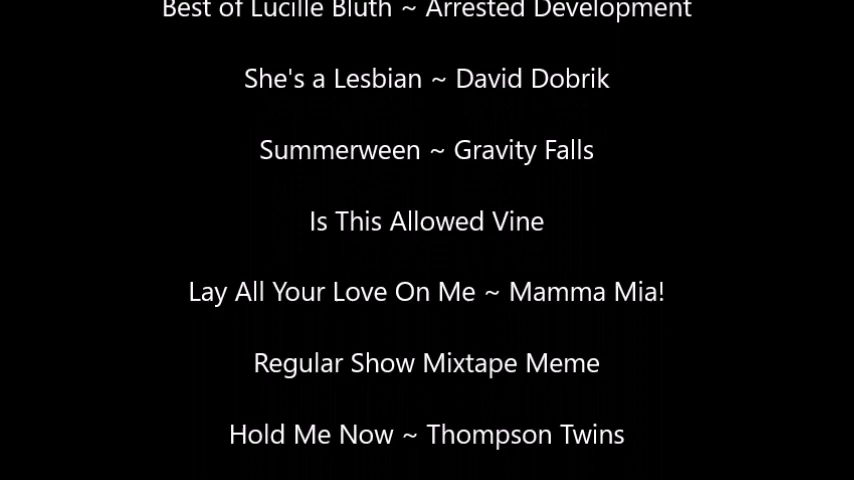 Best of Lucille Bluth ~ Arrested Development
She's a Lesbian ~ David Dobrik
Summerween ~ Gravity Falls
Is This Allowed Vine
Lay All Your Love On Me ~ Mamma Mia!
Regular Show Mixtape Meme
Hold Me Now ~ Thompson Twins